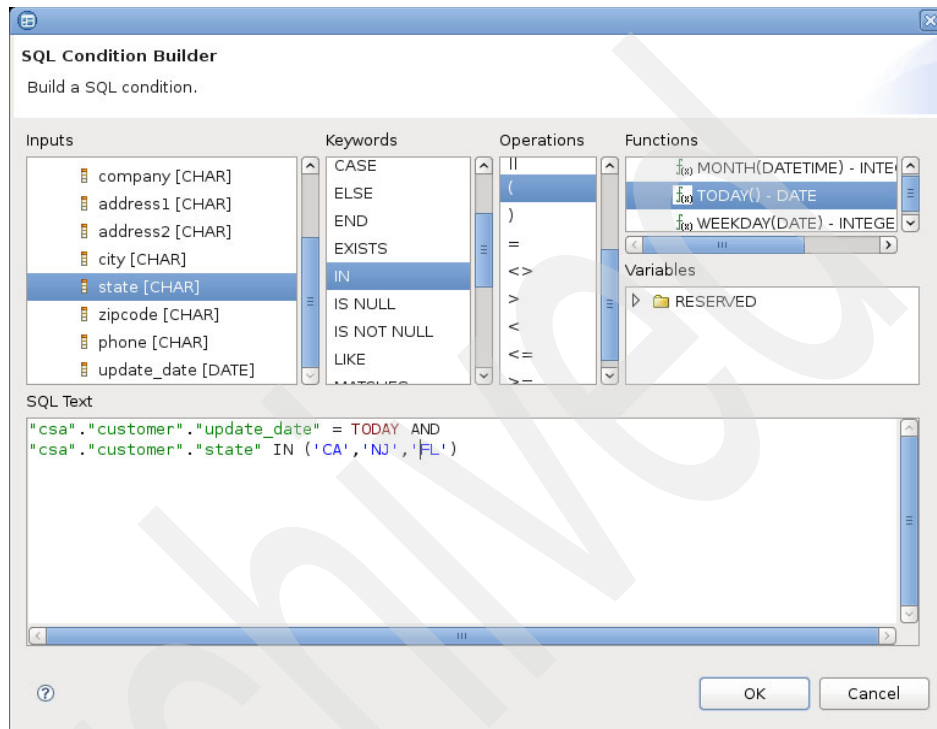 SQL Condition Builder
Build a SQL condition.
Inputs
Keywords
Operations
Functions
company [CHAR]
address1 [CHAR]
address2 [CHAR]
city [CHAR]
state [CHAR]
zipcode [CHAR]
phone [CHAR]
update_date [DATE]
CASE
ELSE
END
EXISTS
IN
IS NULL
IS NOT NULL
LIKE
MATCHES
||
(
)
=
<>
>
<
<=
>=
f(x) MONTH(DATETIME) - INTE
f(x) TODAY() - DATE
f(x) WEEKDAY(DATE) - INTEGE
Variables
RESERVED
SQL Text
"csa"."customer"."update_date" = TODAY AND
"csa"."customer"."state" IN ('CA','NJ','FL')
?
OK
Cancel
Archived